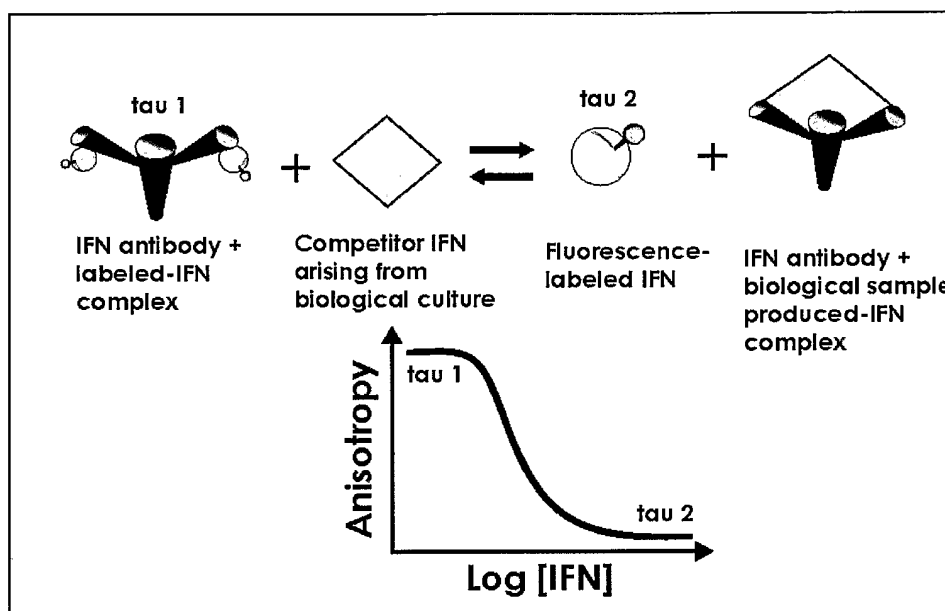 tau 1
tau 2
+
+
IFN antibody +
labeled-IFN
complex
Competitor IFN
arising from
biological culture
Fluorescence-
labeled IFN
IFN antibody +
biological sample
produced-IFN
complex
Anisotropy
tau 1
tau 2
Log [IFN]